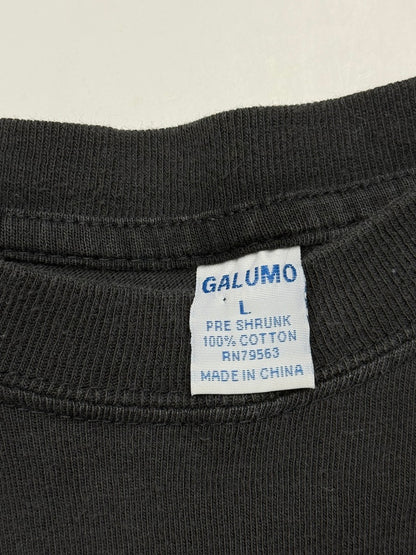 GALUMO
L
PRE SHRUNK
100% COTTON
RN79563
MADE IN CHINA